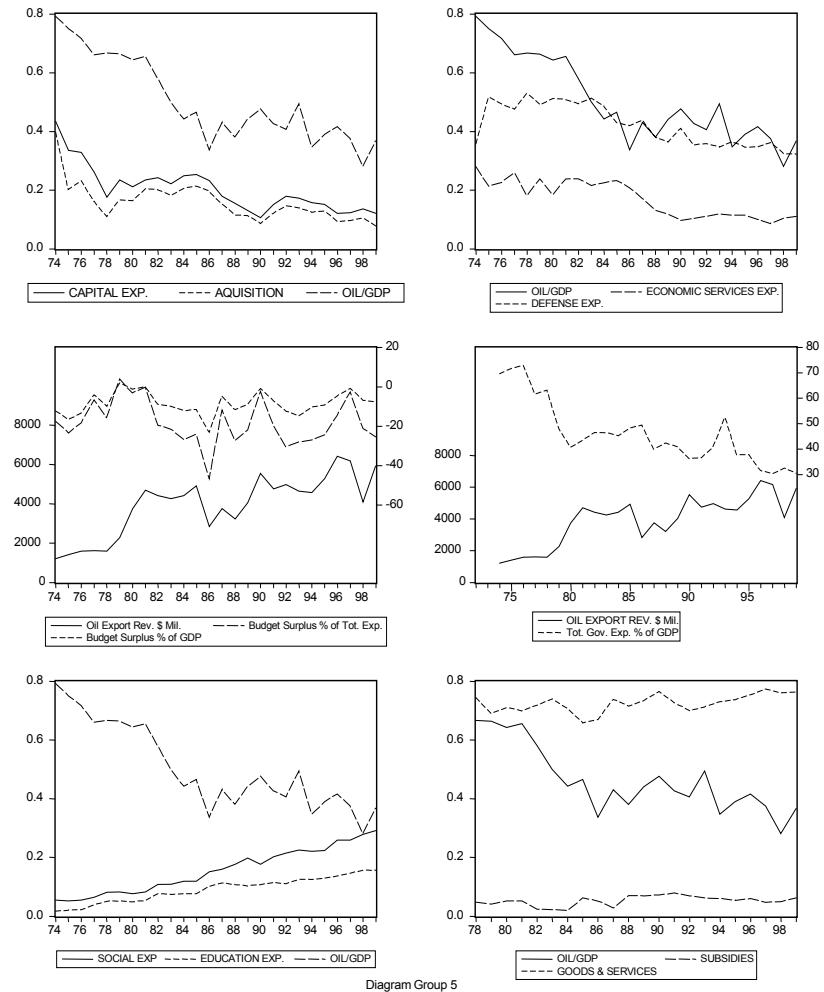 0.8
0.6
0.4
0.2
0.0
74 76 78 80 82 84 86 88 90 92 94 96 98
CAPITAL EXP. AQUISITION OIL/GDP
0.8
0.6
0.4
0.2
0.0
74 76 78 80 82 84 86 88 90 92 94 96 98
OIL/GDP ECONOMIC SERVICES EXP.
DEFENSE EXP.
8000
6000
4000
2000
0
20
0
-20
-40
-60
74 76 78 80 82 84 86 88 90 92 94 96 98
Oil Export Rev. $ Mil. Budget Surplus % of Tot. Exp.
Budget Surplus % of GDP
8000
6000
4000
2000
0
80
70
60
50
40
30
75 80 85 90 95
OIL EXPORT REV. $ Mil.
Tot. Gov. Exp. % of GDP
0.8
0.6
0.4
0.2
0.0
74 76 78 80 82 84 86 88 90 92 94 96 98
SOCIAL EXP EDUCATION EXP. OIL/GDP
0.8
0.6
0.4
0.2
0.0
78 80 82 84 86 88 90 92 94 96 98
OIL/GDP SUBSIDIES
GOODS & SERVICES
Diagram Group 5